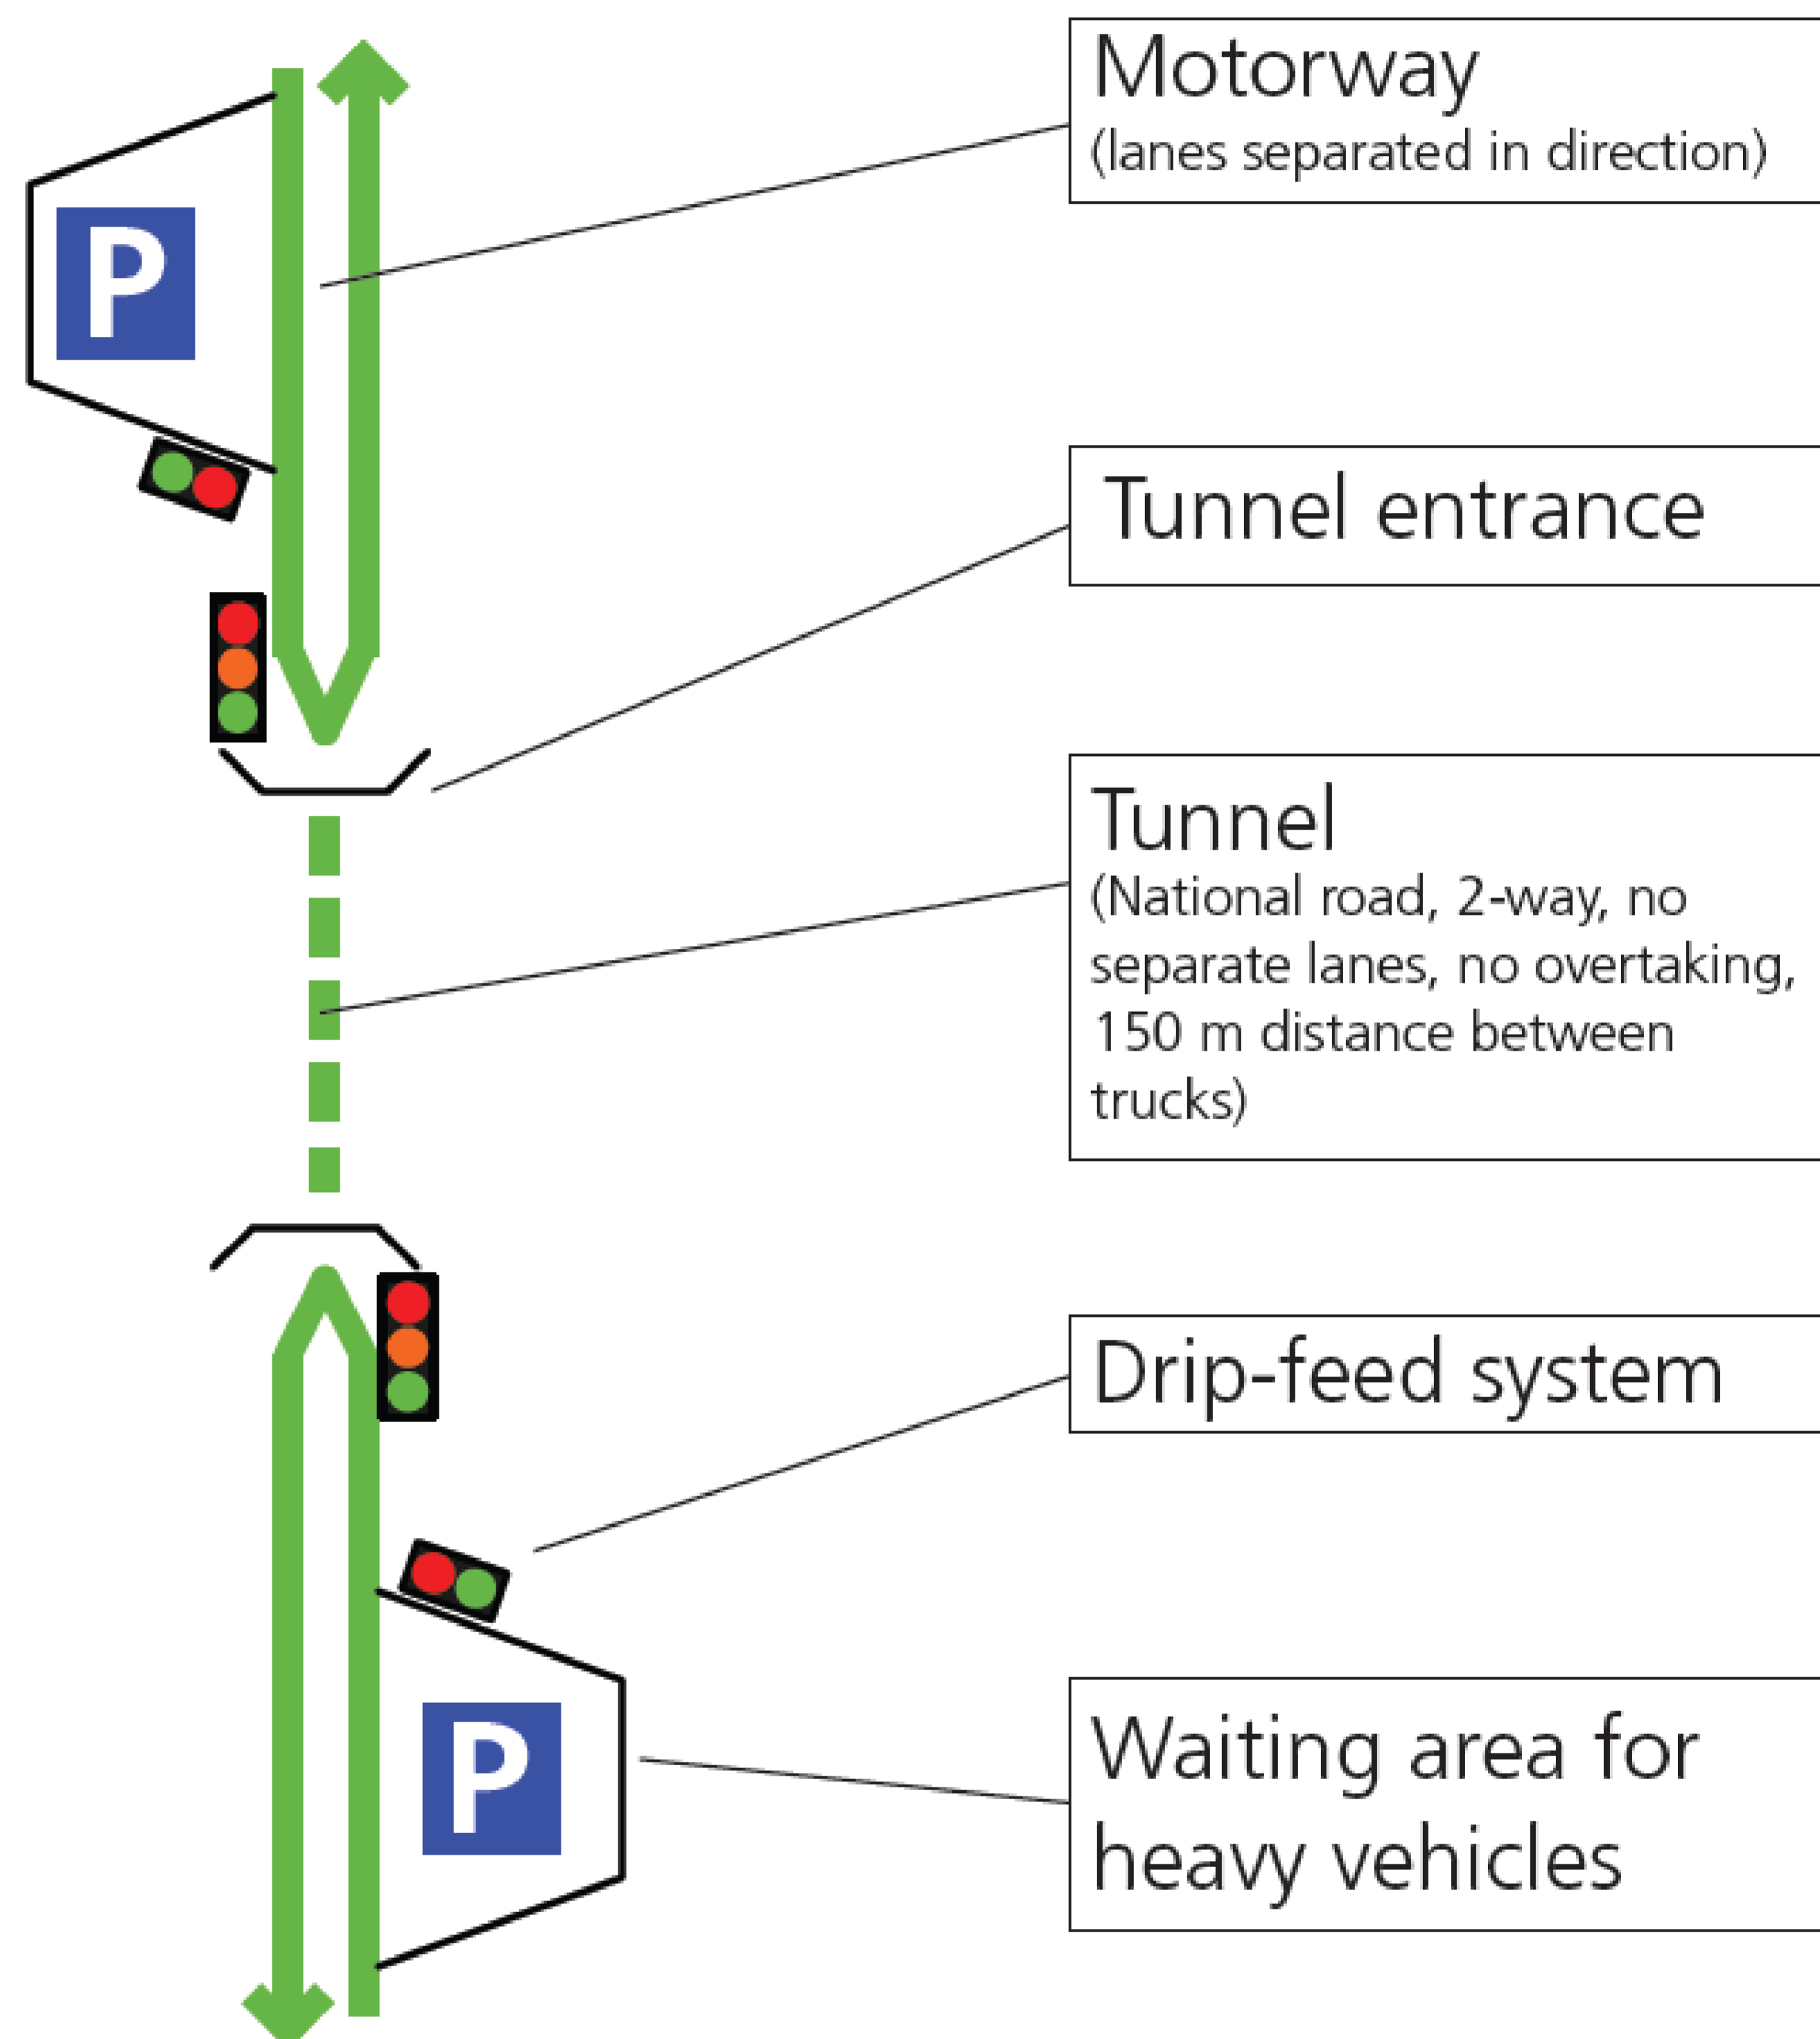 Motorway
(lanes separated in direction)
P
Tunnel entrance
Tunnel
(National road, 2-way, no
separate lanes, no overtaking,
150 m distance between
trucks)
Drip-feed system
P
Waiting area for
heavy vehicles